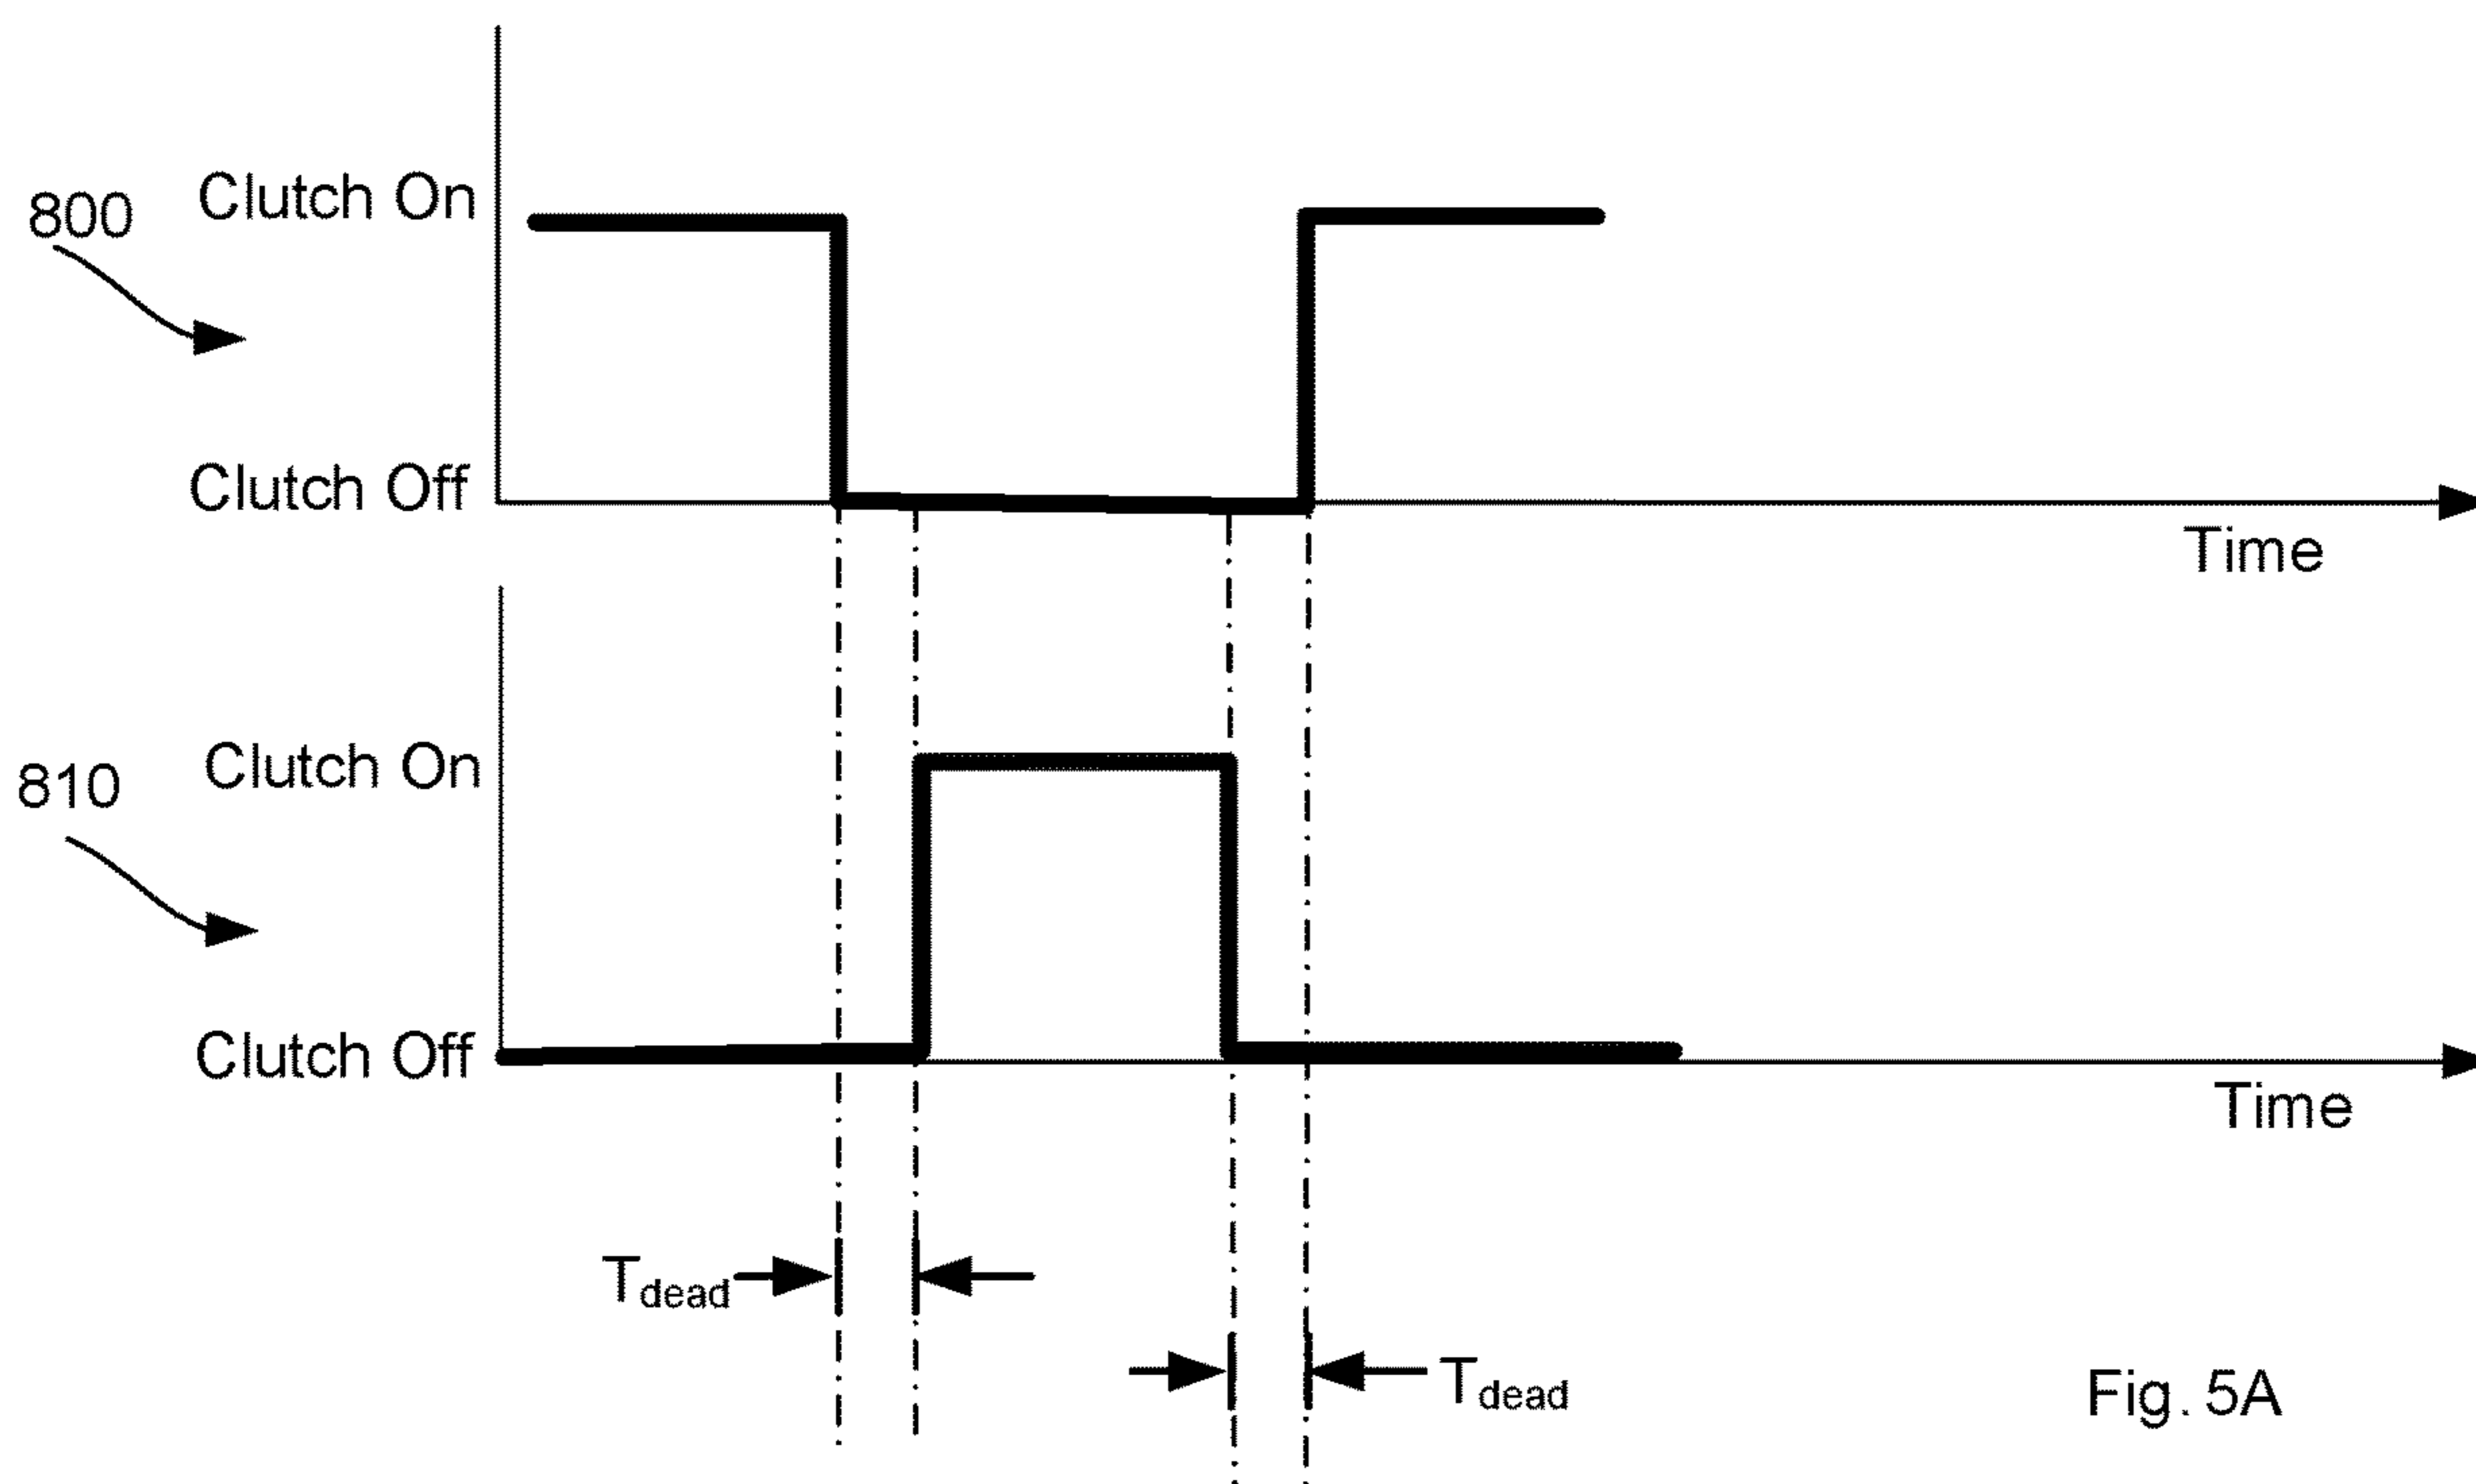 800
Clutch On
Clutch Off
Time
810
Clutch On
Clutch Off
Time
Tdead
Tdead
Fig. 5A